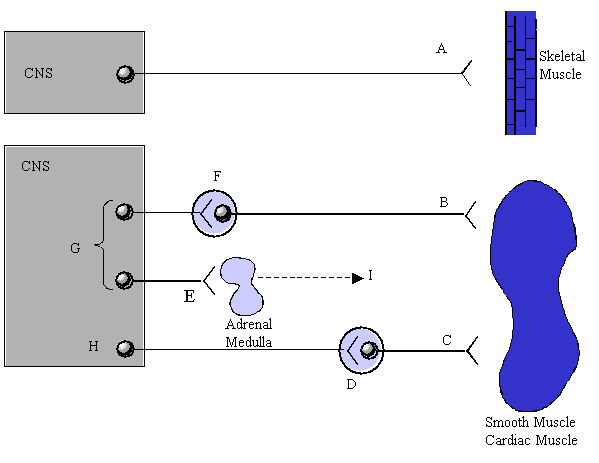 A
CNS
Skeletal
Muscle
CNS
F
B
G
I
E
Adrenal
Medulla
H
C
D
Smooth Muscle
Cardiac Muscle